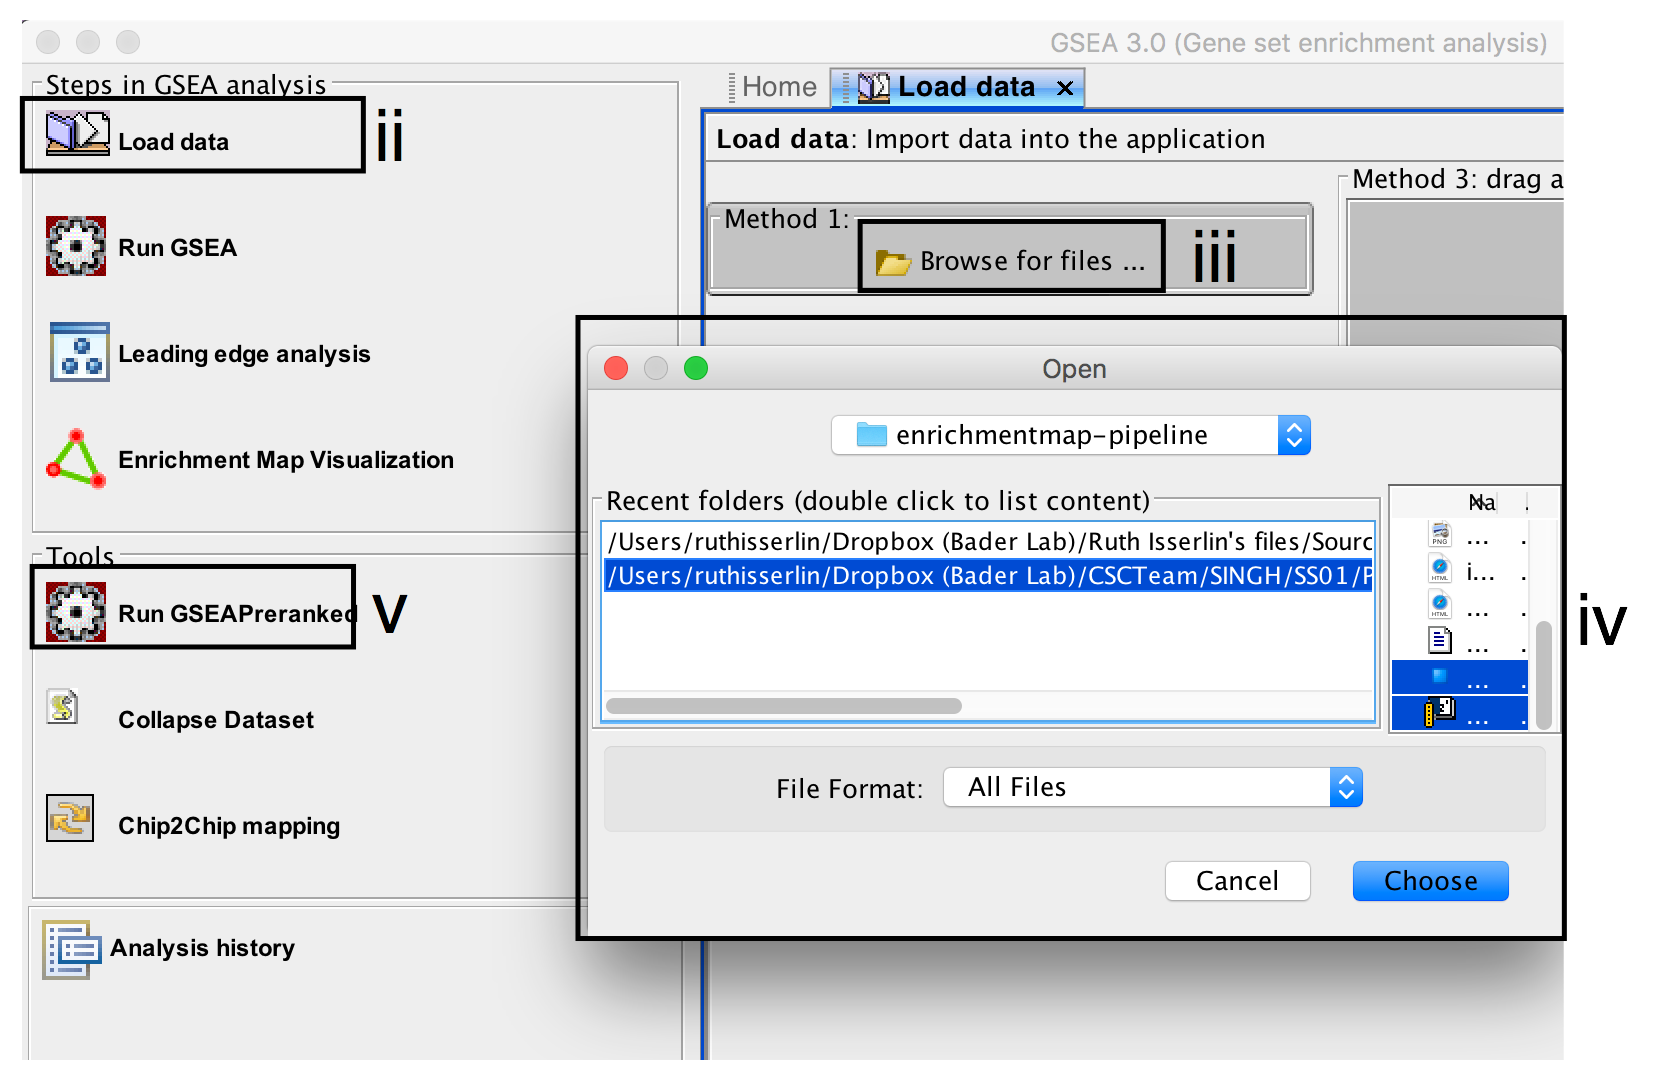 GSEA 3.0 (Gene set enrichment analysis)
Steps in GSEA analysis
Load data
ii
Run GSEA
Leading edge analysis
Enrichment Map Visualization
Tools
Run GSEAPreranked
v
Collapse Dataset
Chip2Chip mapping
Analysis history
Home
Load data x
Load data: Import data into the application
Method 1:
Browse for files ...
iii
Method 3: drag a
Open
enrichmentmap-pipeline
Recent folders (double click to list content)
/Users/ruthisserlin/Dropbox (Bader Lab)/Ruth Isserlin's files/Sourc
/Users/ruthisserlin/Dropbox (Bader Lab)/CSCTeam/SINGH/SS01/P
Na .
PNG ... .
HTML i... .
HTML ... .
... .
... .
... .
iv
File Format: All Files
Cancel
Choose